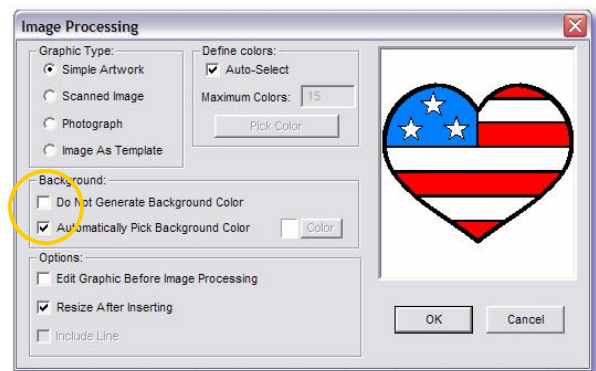 Image Processing
Graphic Type:
Simple Artwork
Scanned Image
Photograph
Image As Template
Define colors:
Auto-Select
Maximum Colors: 15
Pick Color
Background:
Do Not Generate Background Color
Automatically Pick Background Color
Color
Options:
Edit Graphic Before Image Processing
Resize After Inserting
Include Line
OK
Cancel